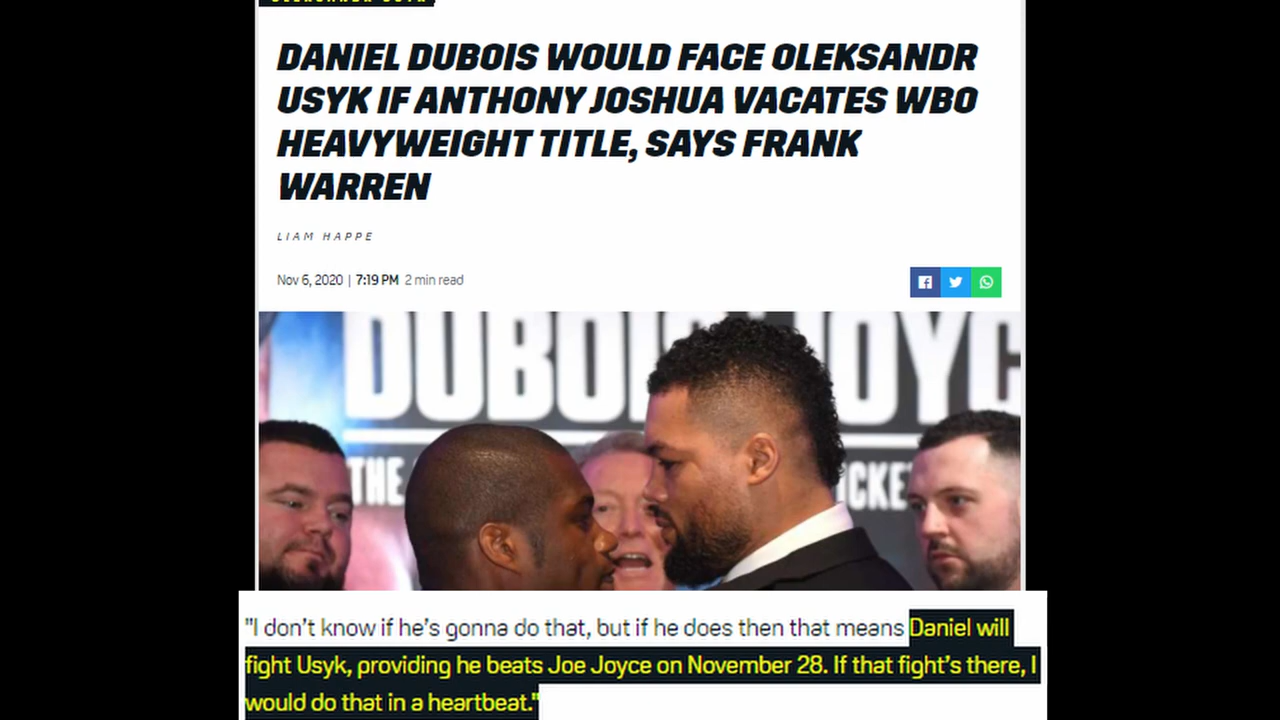 DANIEL DUBOIS WOULD FACE OLEKSANDR
USYK IF ANTHONY JOSHUA VACATES WBO
HEAVYWEIGHT TITLE, SAYS FRANK
WARREN
LIAM HAPPE
Nov 6, 2020 | 7:19 PM 2 min read
DUBOIS JOYC
THE ICKE
"I don't know if he's gonna do that, but if he does then that means Daniel will
fight Usyk, providing he beats Joe Joyce on November 28. If that fight's there, I
would do that in a heartbeat."